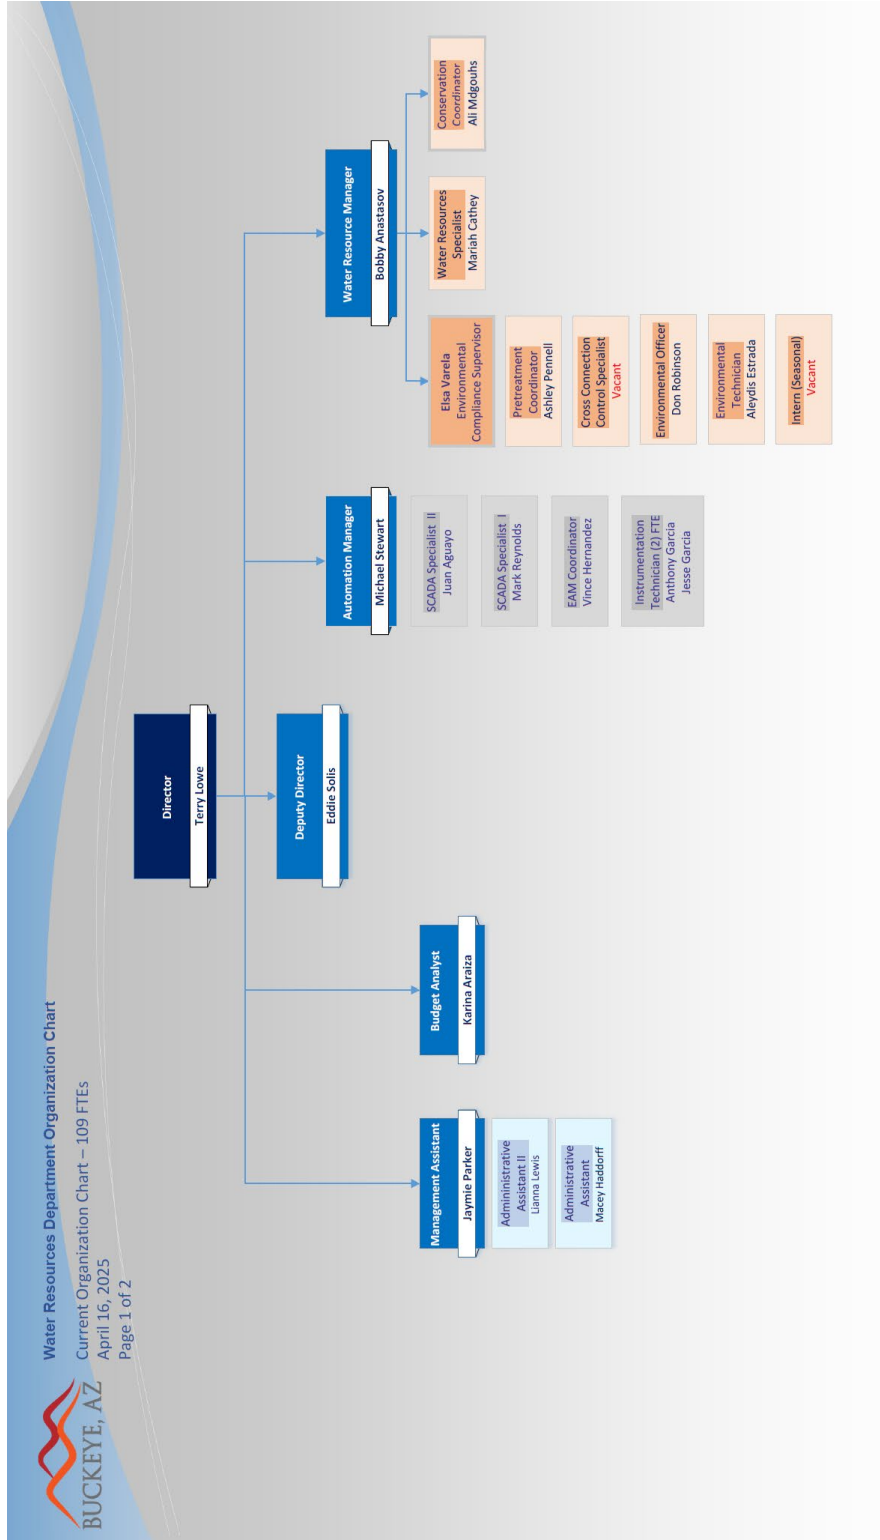 BUCKEYE, AZ
Water Resources Department Organization Chart
Current Organization Chart – 109 FTEs
April 16, 2025
Page 1 of 2
Director
Terry Lowe
Deputy Director
Eddie Solis
Management Assistant
Jaymie Parker
Admininistrative
Assistant II
Lianna Lewis
Administrative
Assistant
Macey Haddorff
Budget Analyst
Karina Araiza
Automation Manager
Michael Stewart
SCADA Specialist II
Juan Aguayo
SCADA Specialist I
Mark Reynolds
EAM Coordinator
Vince Hernandez
Instrumentation
Technician (2) FTE
Anthony Garcia
Jesse Garcia
Water Resource Manager
Bobby Anastasov
Elsa Varela
Environmental
Compliance Supervisor
Pretreatment
Coordinator
Ashley Pennell
Cross Connection
Control Specialist
Vacant
Environmental Officer
Don Robinson
Environmental
Technician
Aleydis Estrada
Intern (Seasonal)
Vacant
Water Resources
Specialist
Mariah Cathey
Conservation
Coordinator
Ali Mdgouhs